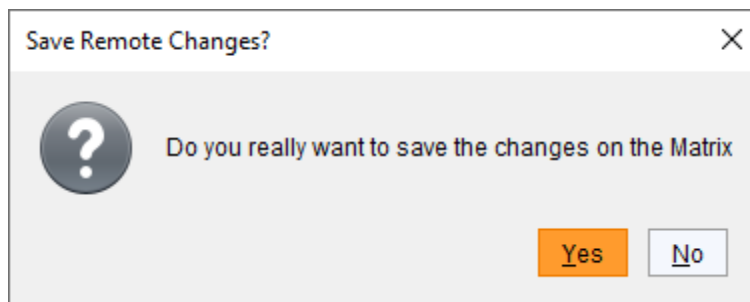 Save Remote Changes?
Do you really want to save the changes on the Matrix
Yes
No